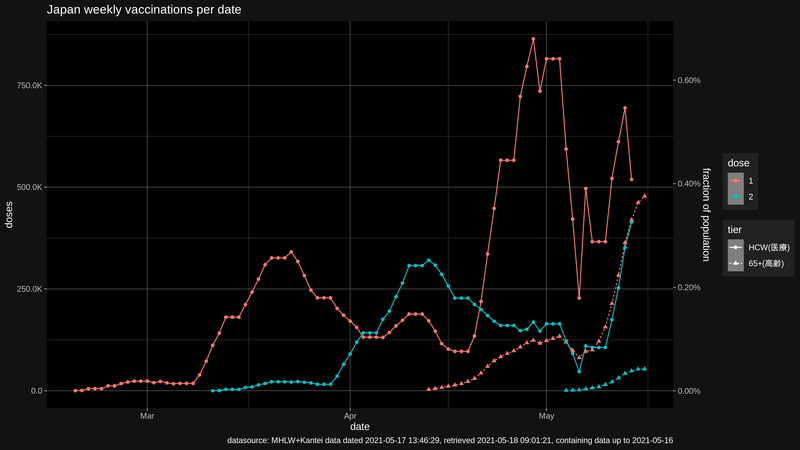 Japan weekly vaccinations per date
doses
750.0K
500.0K
250.0K
0.0
0.60%
0.40%
0.20%
0.00%
fraction of population
Mar
Apr
May
date
dose
1
2
tier
HCW(医療)
65+(高齢)
datasource: MHLW+Kantei data dated 2021-05-17 13:46:29, retrieved 2021-05-18 09:01:21, containing data up to 2021-05-16